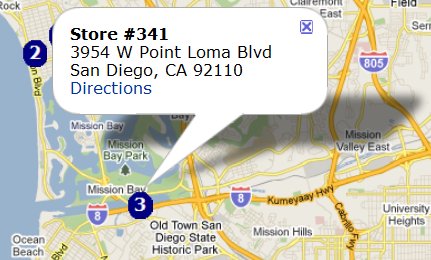 Store #341
3954 W Point Loma Blvd
San Diego, CA 92110
Directions
Clairemont
Field
East
2
805
Mission Bay
Mission
Bay Park
Mission
Valley East
Mission Bay
3
8
8
Kumeyaay Hwy
Cabrillo Fwy
University
Heights
Old Town San
Diego State
Historic Park
Mission Hills
Ocean
Beach